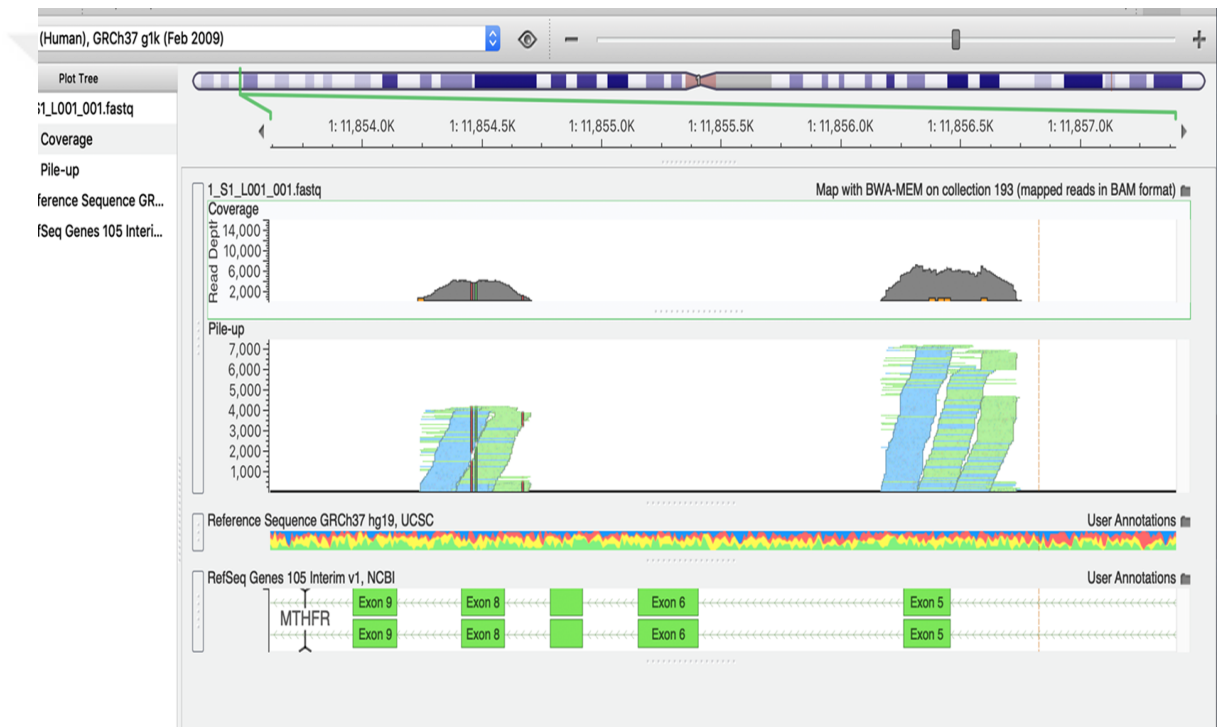 (Human), GRCh37 g1k (Feb 2009)
Plot Tree
S1_L001_001.fastq
Coverage
Pile-up
ference Sequence GR...
fSeq Genes 105 Interi...
1: 11,854.0K 1: 11,854.5K 1: 11,855.0K 1: 11,855.5K 1: 11,856.0K 1: 11,856.5K 1: 11,857.0K
1_S1_L001_001.fastq Map with BWA-MEM on collection 193 (mapped reads in BAM format)
Coverage
Read Depth
14,000
10,000
6,000
2,000
Pile-up
7,000
6,000
5,000
4,000
3,000
2,000
1,000
Reference Sequence GRCh37 hg19, UCSC User Annotations
RefSeq Genes 105 Interim v1, NCBI User Annotations
MTHFR
Exon 9 Exon 8 Exon 6 Exon 5
Exon 9 Exon 8 Exon 6 Exon 5